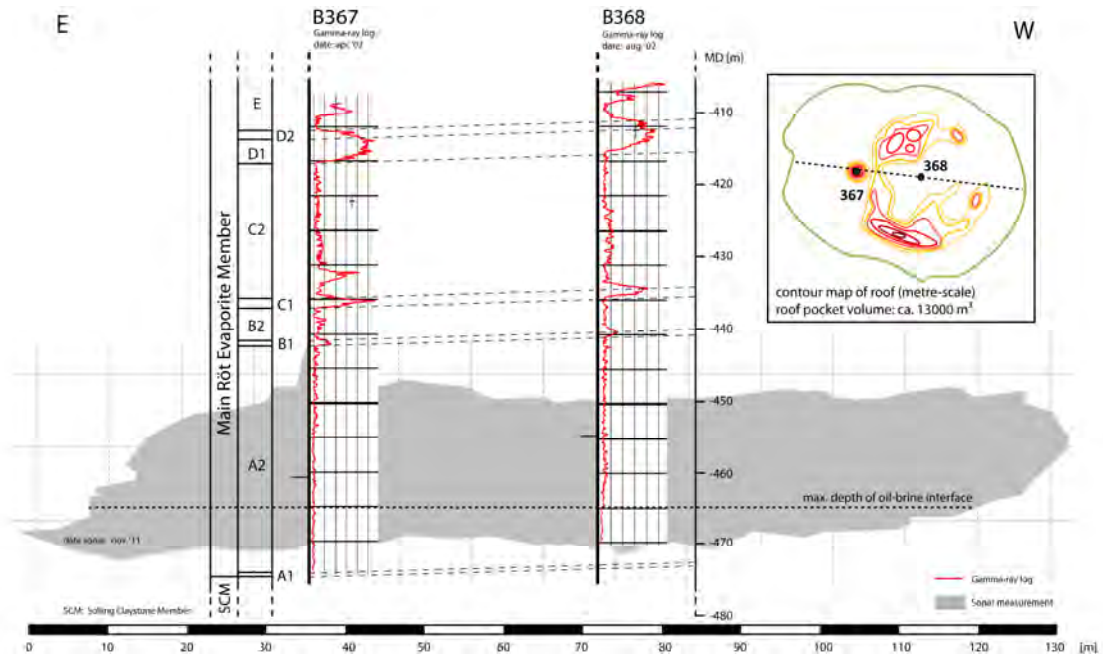 E
B367
Gamma-ray log
date: apr. '02
B368
Gamma-ray log
date: aug '02
W
MD [m]
E
D2
D1
C2
C1
B2
B1
A2
A1
Main Röt Evaporite Member
SCM
-410
-420
-430
-440
-450
-460
-470
-480
367
368
contour map of roof (metre-scale)
roof pocket volume: ca. 13000 m³
max. depth of oil-brine interface
date sonar: nov. '11
Gamma-ray log
Sonar measurement
SCM: Solling Claystone Member
0 10 20 30 40 50 60 70 80 90 100 110 120 130 [m]